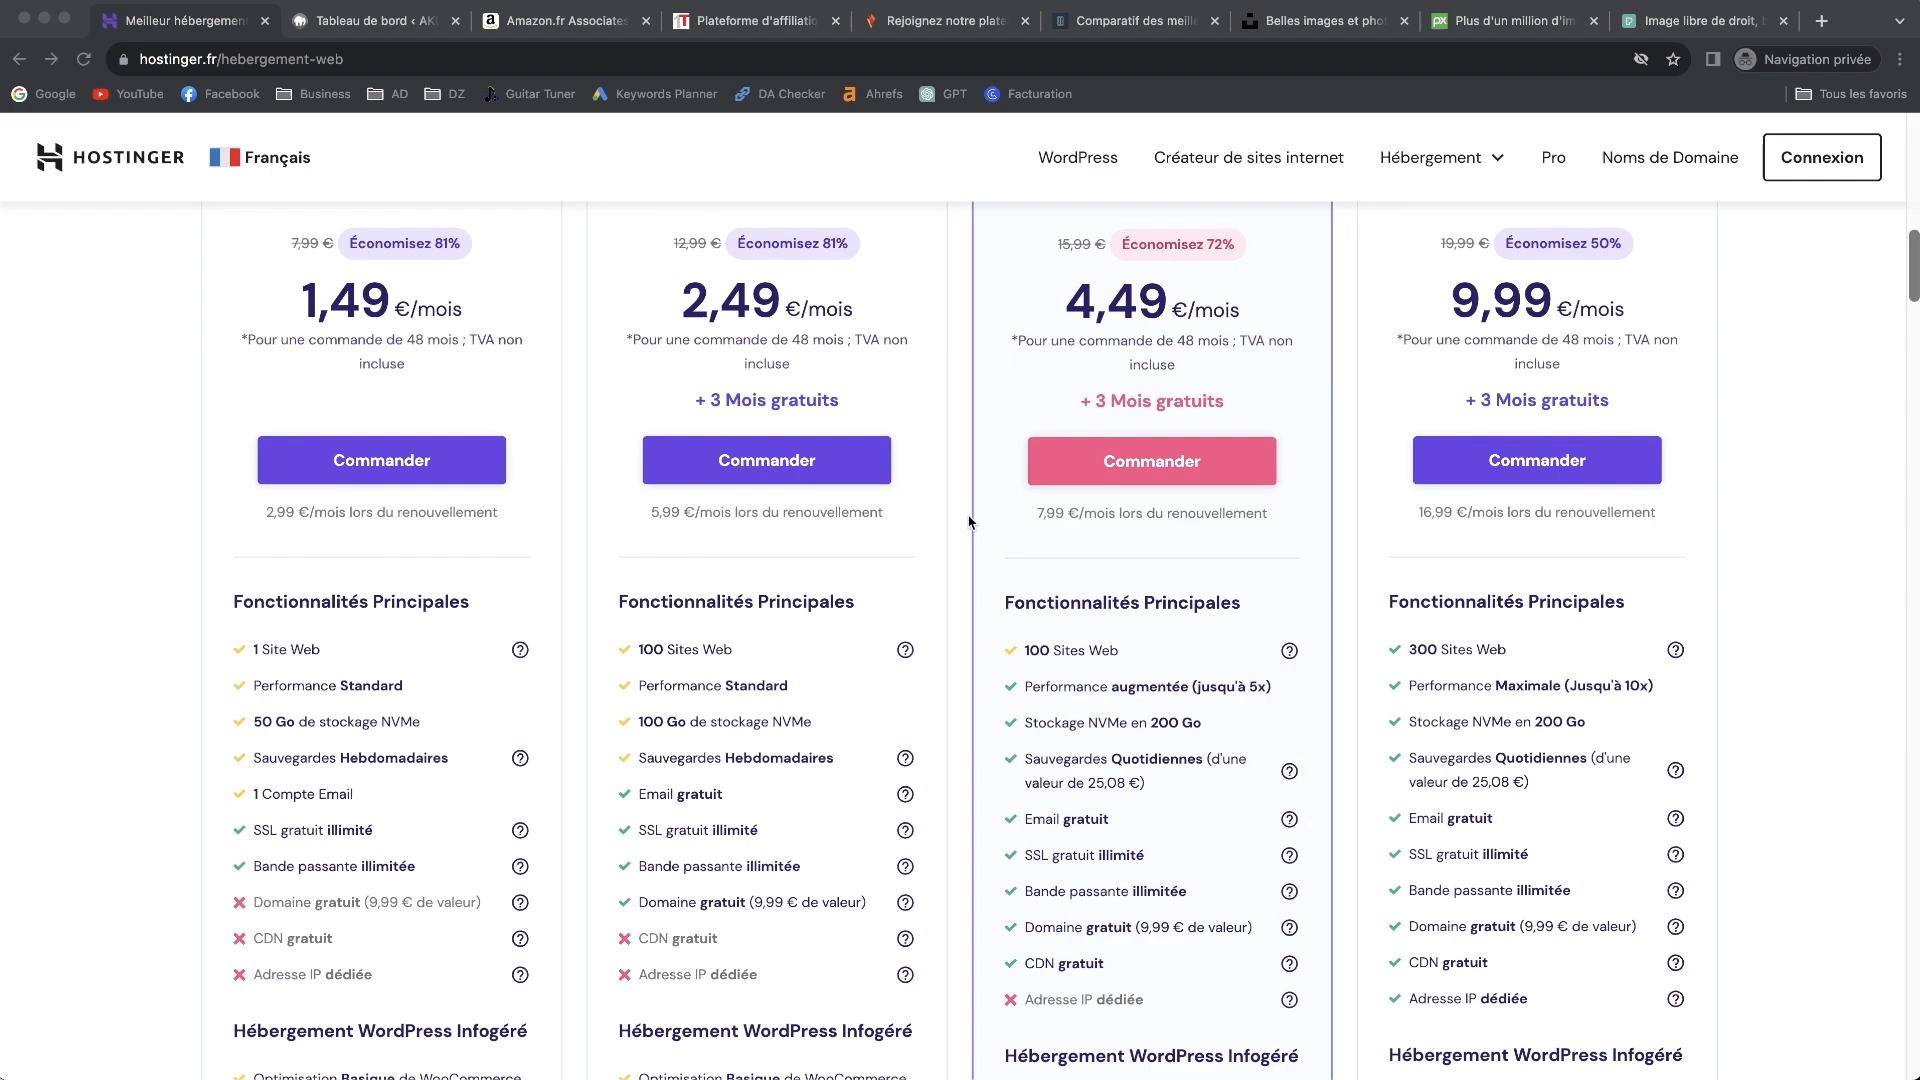 Meilleur hébergement
Tableau de bord ‹ AK
Amazon.fr Associates
Plateforme d'affiliatio
Rejoignez notre plate
Comparatif des meille
Belles images et phot
Plus d'un million d'im
Image libre de droit,
hostinger.fr/hebergement-web
Navigation privée
Google
YouTube
Facebook
Business
AD
DZ
Guitar Tuner
Keywords Planner
DA Checker
Ahrefs
GPT
Facturation
Tous les favoris
HOSTINGER
Français
WordPress
Créateur de sites internet
Hébergement
Pro
Noms de Domaine
Connexion
7,99 € Économisez 81%
1,49 €/mois
*Pour une commande de 48 mois ; TVA non
incluse
Commander
2,99 €/mois lors du renouvellement
Fonctionnalités Principales
1 Site Web
Performance Standard
50 Go de stockage NVMe
Sauvegardes Hebdomadaires
1 Compte Email
SSL gratuit illimité
Bande passante illimitée
Domaine gratuit (9,99 € de valeur)
CDN gratuit
Adresse IP dédiée
Hébergement WordPress Infogéré
Optimisation Basique de WooCommerce
12,99 € Économisez 81%
2,49 €/mois
*Pour une commande de 48 mois ; TVA non
incluse
+ 3 Mois gratuits
Commander
5,99 €/mois lors du renouvellement
Fonctionnalités Principales
100 Sites Web
Performance Standard
100 Go de stockage NVMe
Sauvegardes Hebdomadaires
Email gratuit
SSL gratuit illimité
Bande passante illimitée
Domaine gratuit (9,99 € de valeur)
CDN gratuit
Adresse IP dédiée
Hébergement WordPress Infogéré
Optimisation Basique de WooCommerce
15,99 € Économisez 72%
4,49 €/mois
*Pour une commande de 48 mois ; TVA non
incluse
+ 3 Mois gratuits
Commander
7,99 €/mois lors du renouvellement
Fonctionnalités Principales
100 Sites Web
Performance augmentée (jusqu'à 5x)
Stockage NVMe en 200 Go
Sauvegardes Quotidiennes (d'une
valeur de 25,08 €)
Email gratuit
SSL gratuit illimité
Bande passante illimitée
Domaine gratuit (9,99 € de valeur)
CDN gratuit
Adresse IP dédiée
Hébergement WordPress Infogéré
19,99 € Économisez 50%
9,99 €/mois
*Pour une commande de 48 mois ; TVA non
incluse
+ 3 Mois gratuits
Commander
16,99 €/mois lors du renouvellement
Fonctionnalités Principales
300 Sites Web
Performance Maximale (Jusqu'à 10x)
Stockage NVMe en 200 Go
Sauvegardes Quotidiennes (d'une
valeur de 25,08 €)
Email gratuit
SSL gratuit illimité
Bande passante illimitée
Domaine gratuit (9,99 € de valeur)
CDN gratuit
Adresse IP dédiée
Hébergement WordPress Infogéré